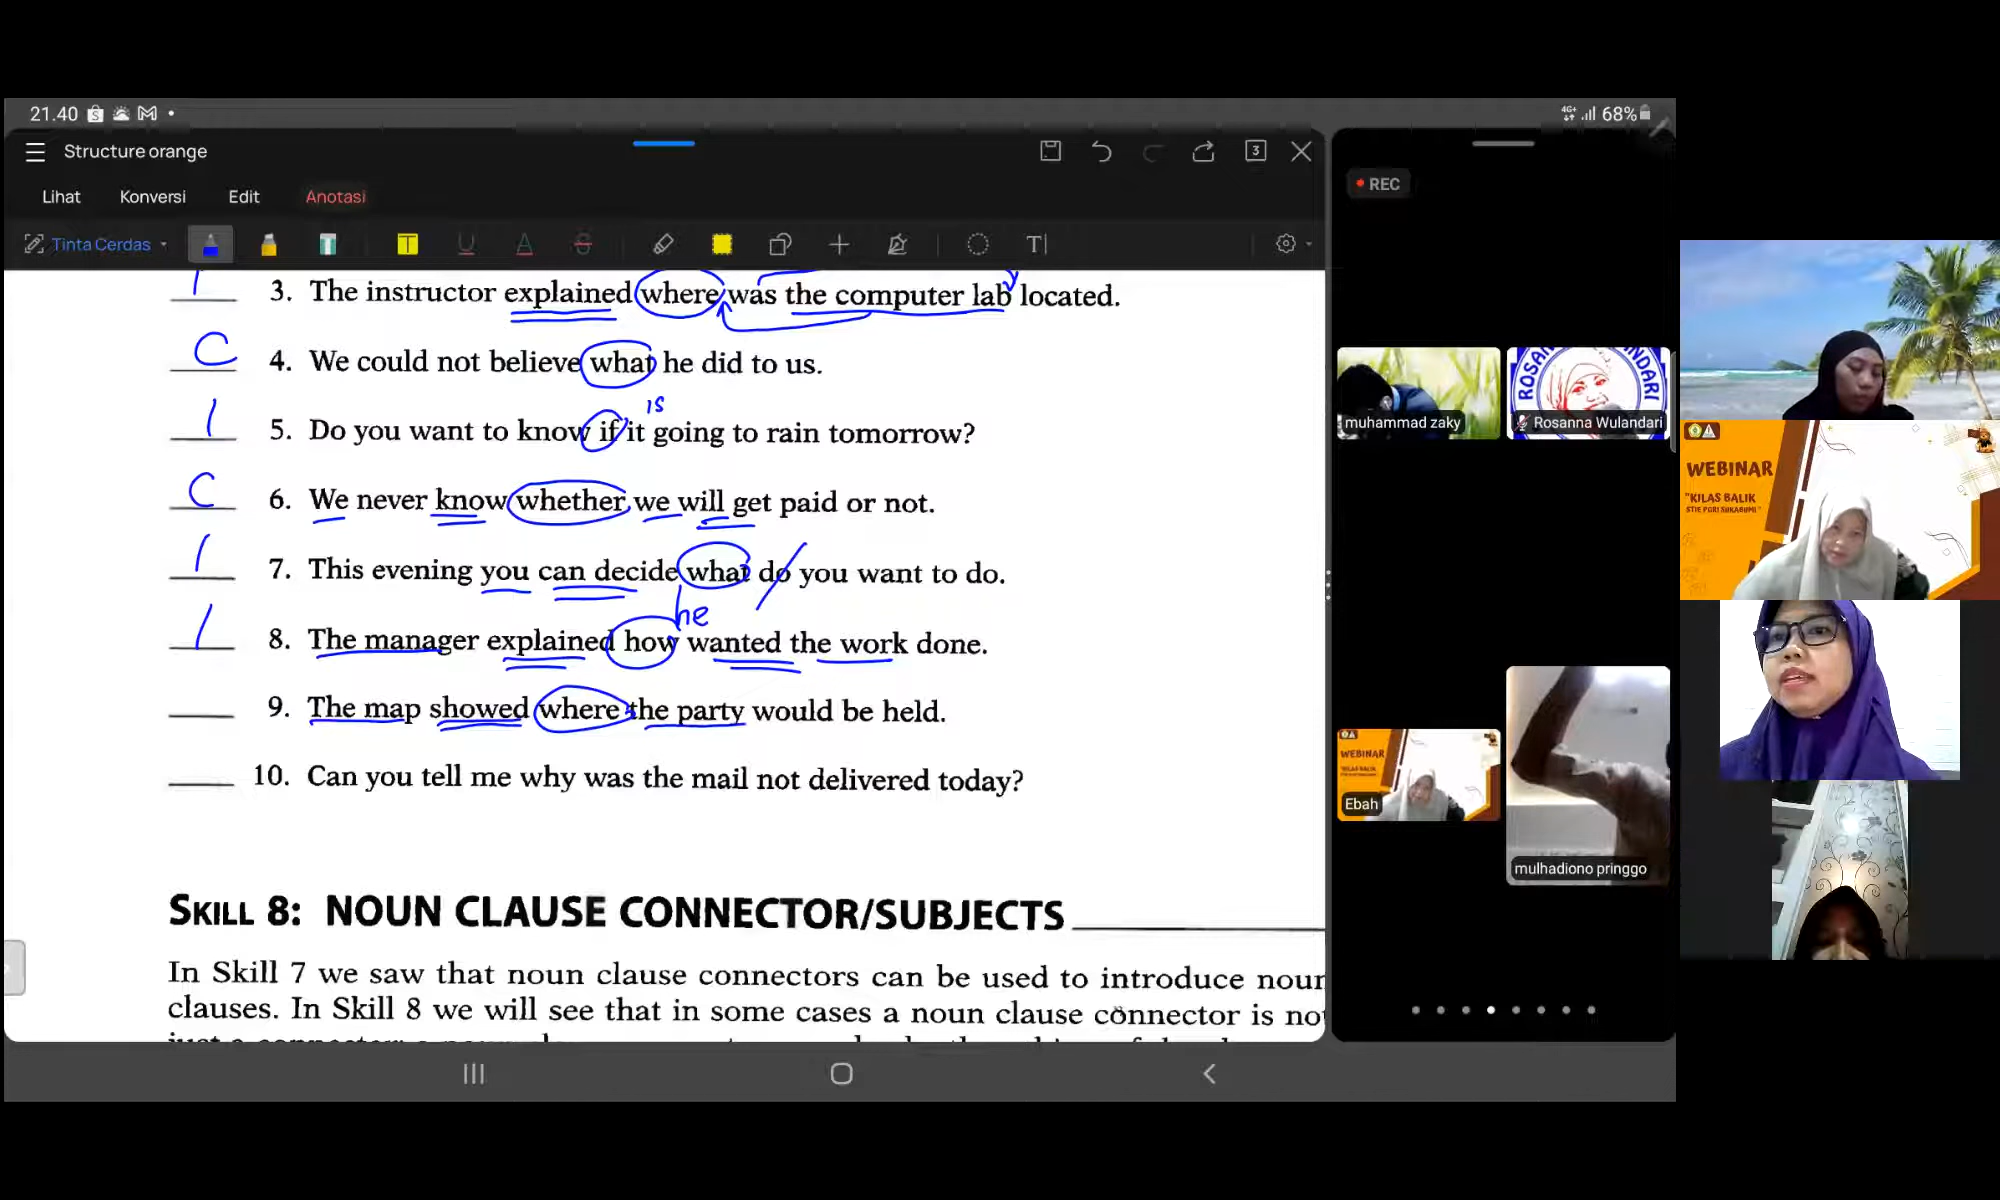 21.40
4G+ 68%
Structure orange
3
Lihat Konversi Edit Anotasi
Tinta Cerdas
I 3. The instructor explained where was the computer lab located.
C 4. We could not believe what he did to us.
is
I 5. Do you want to know if it going to rain tomorrow?
C 6. We never know whether we will get paid or not.
I 7. This evening you can decide what do you want to do.
he
I 8. The manager explained how wanted the work done.
9. The map showed where the party would be held.
10. Can you tell me why was the mail not delivered today?
SKILL 8: NOUN CLAUSE CONNECTOR/SUBJECTS
In Skill 7 we saw that noun clause connectors can be used to introduce noun
clauses. In Skill 8 we will see that in some cases a noun clause connector is not
REC
muhammad zaky
Rosanna Wulandari
WEBINAR
Ebah
mulhadiono pringgo
WEBINAR
"KILAS BALIK
STIE PGRI SUKABUMI"